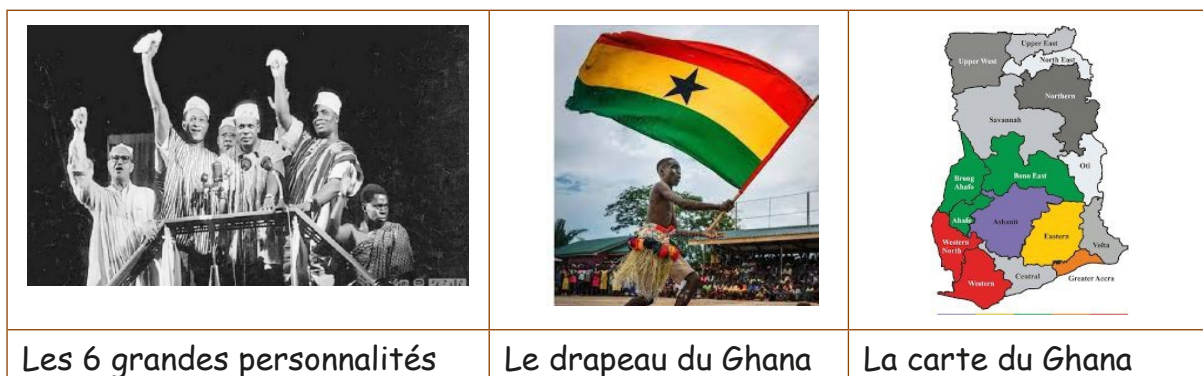 Upper East
North East
Upper West
Northern
Savannah
Oti
Brong
Ahafo
Bono East
Ahafo
Ashanti
Eastern
Volta
Western
North
Central
Greater Accra
Western
Les 6 grandes personnalités
Le drapeau du Ghana
La carte du Ghana